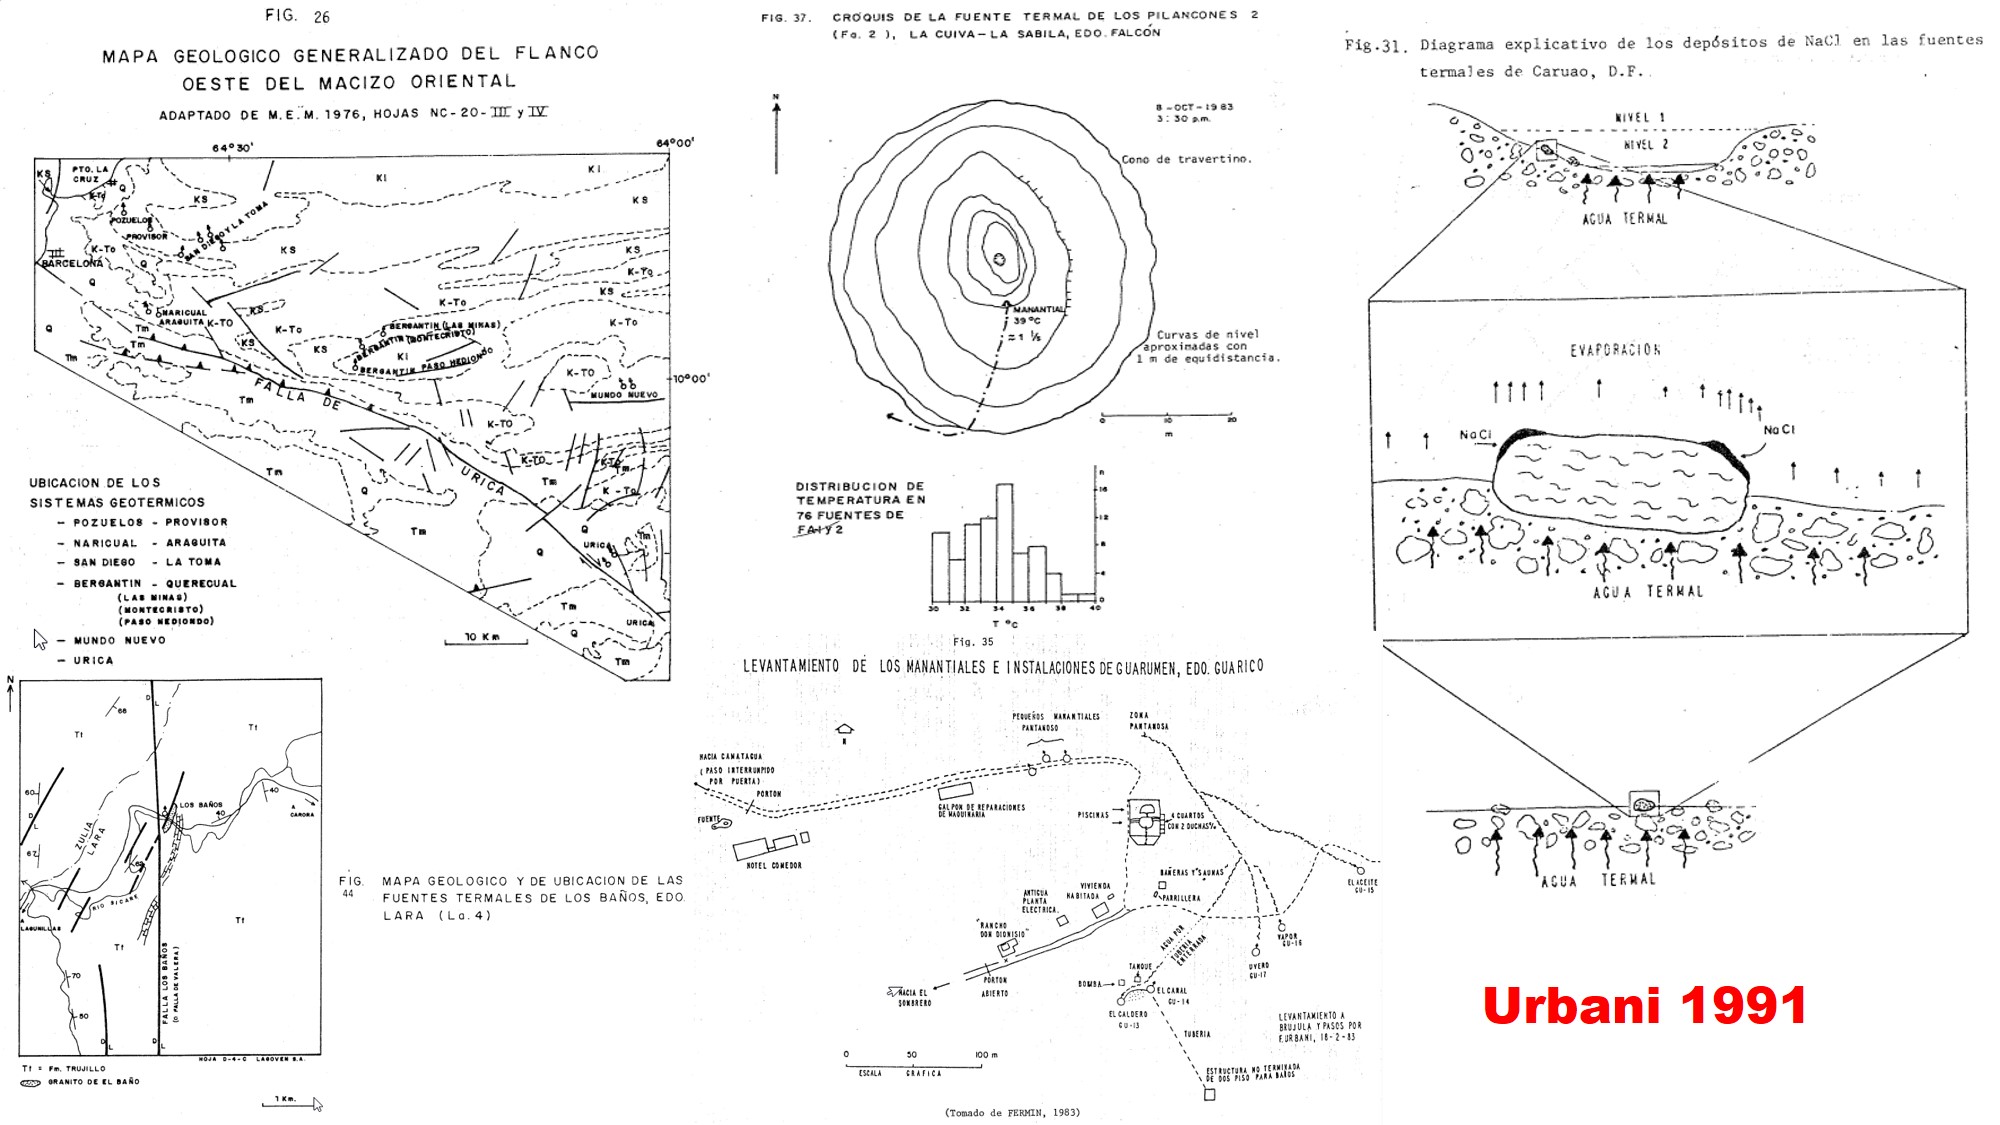 FIG. 26
MAPA GEOLOGICO GENERALIZADO DEL FLANCO
OESTE DEL MACIZO ORIENTAL
ADAPTADO DE M.E.M. 1976, HOJAS NC-20-III y IV
64°30'
64°00'
KS
PTO. LA
CRUZ
Q
K-To
KI
KI
KS
KS
POZUELOS
PROVISOR
SAN DIEGO Y LA TOMA
K-To
BARCELONA
Q
Q
KS
KS
K-To
K-To
NARICUAL
ARAGUITA
K-TO
KS
K-To
K-To
Q
Tm
Tm
Tm
KS
KS
BERGANTIN (LAS MINAS)
BERGANTIN (MONTECRISTO)
KI
BERGANTIN PASO HEDIONDO
K-TO
10°00'
MUNDO NUEVO
FALLA DE
URICA
Tm
K-TO
K-TO
K-To
Tm
Tm
Tm
K-To
Q
Tm
Q
Q
URICA
Tm
Tm
Q
URICA
Tm
10 Km
UBICACION DE LOS
SISTEMAS GEOTERMICOS
- POZUELOS - PROVISOR
- NARICUAL - ARAGUITA
- SAN DIEGO - LA TOMA
- BERGANTIN - QUERECUAL
(LAS MINAS)
(MONTECRISTO)
(PASO HEDIONDO)
- MUNDO NUEVO
- URICA
N
D
L
68
Tt
Tt
60
D
L
67
ZULIA
LARA
LOS BAÑOS
40
40
A
CARORA
RIO SICARE
A
LAGUNILLAS
Tt
Tt
70
80
FALLA LOS BAÑOS
(O FALLA DE VALERA)
D
L
D
L
HOJA D-4-C LAGOVEN S.A.
Tt = Fm. TRUJILLO
GRANITO DE EL BAÑO
1 Km.
FIG. 44
MAPA GEOLOGICO Y DE UBICACION DE LAS
FUENTES TERMALES DE LOS BAÑOS, EDO.
LARA (La. 4)
FIG. 37. CROQUIS DE LA FUENTE TERMAL DE LOS PILANCONES 2
(Fa. 2), LA CUIVA-LA SABILA, EDO. FALCÓN
N
8-OCT-1983
3:30 p.m.
Cono de travertino.
MANANTIAL
39°C
≈1 l/s
Curvas de nivel
aproximadas con
1 m de equidistancia.
0 10 20
m
DISTRIBUCION DE
TEMPERATURA EN
76 FUENTES DE
FA-1 y 2
n
16
12
8
4
0
30 32 34 36 38 40
T °C
Fig. 35
LEVANTAMIENTO DE LOS MANANTIALES E INSTALACIONES DE GUARUMEN, EDO. GUARICO
N
PEQUEÑOS MANANTIALES
PANTANOSO
ZONA
PANTANOSA
HACIA CAMATAGUA
(PASO INTERRUMPIDO
POR PUERTA)
PORTON
FUENTE
HOTEL COMEDOR
GALPON DE REPARACIONES
DE MAQUINARIA
PISCINAS
4 CUARTOS
CON 2 DUCHAS
EL ACEITE
GU-15
BAÑERAS Y "SAUNAS"
PARRILLERA
VIVIENDA
HABITADA
ANTIGUA
PLANTA
ELECTRICA.
"RANCHO
DON DIONISIO"
PORTON
ABIERTO
HACIA EL
SOMBRERO
AGUA POR
TUBERIA
ENTERRADA
VAPOR
GU-16
UVERO
GU-17
TANQUE
BOMBA
EL CANAL
GU-14
EL CALDERO
GU-13
TUBERIA
LEVANTAMIENTO A
BRUJULA Y PASOS POR
F. URBANI, 18-2-83
ESTRUCTURA NO TERMINADA
DE DOS PISO PARA BAÑOS
0 50 100 m
ESCALA GRAFICA
(Tomado de FERMIN, 1983)
Fig.31. Diagrama explicativo de los depósitos de NaCl en las fuentes
termales de Caruao, D.F.
NIVEL 1
NIVEL 2
AGUA TERMAL
EVAPORACION
NaCl
NaCl
AGUA TERMAL
AGUA TERMAL
Urbani 1991